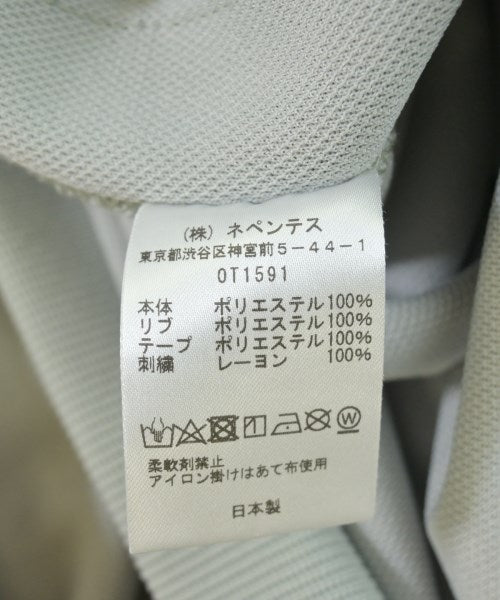 (株) ネペンテス
東京都渋谷区神宮前5-44-1
OT1591
本体 ポリエステル100%
リブ ポリエステル100%
テープ ポリエステル100%
刺繍 レーヨン 100%
柔軟剤禁止
アイロン掛けはあて布使用
日本製